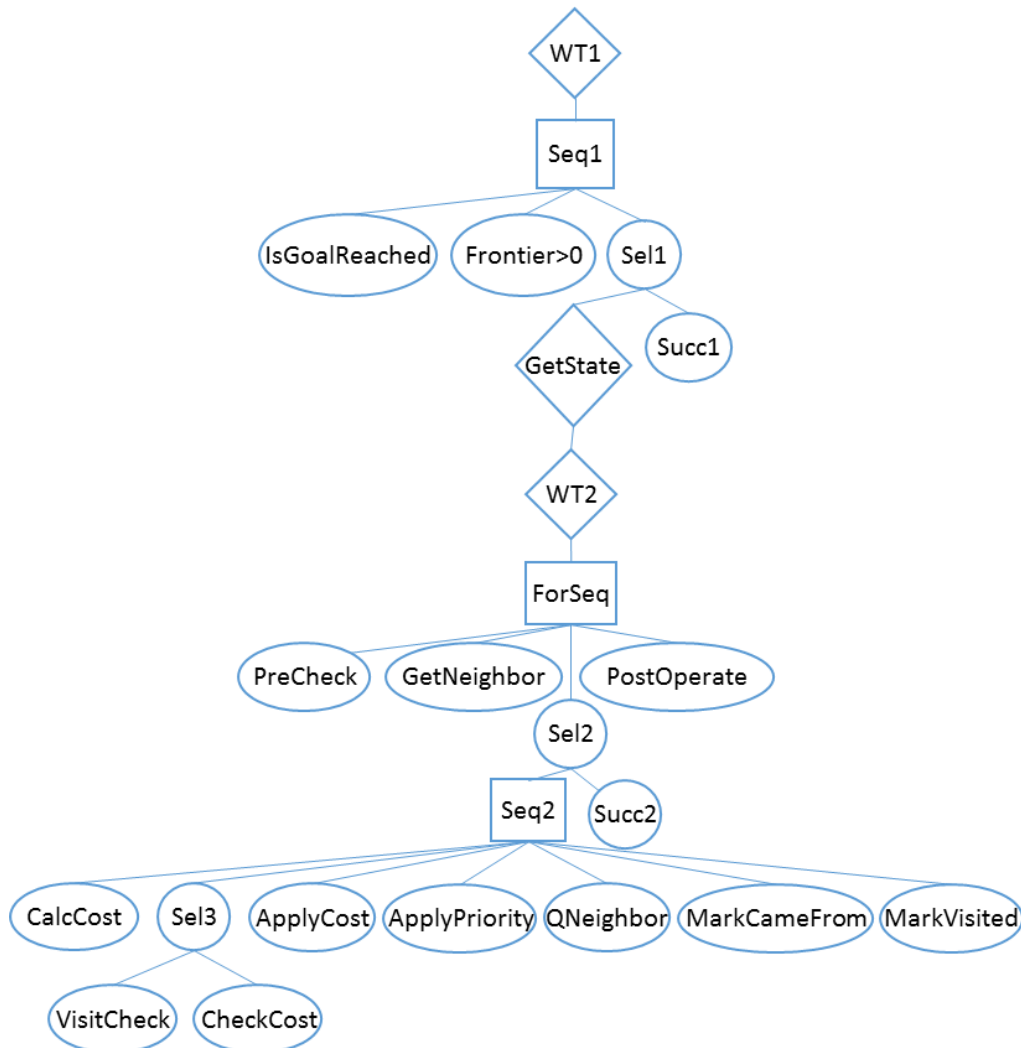 WT1
Seq1
IsGoalReached
Frontier>0
Sel1
Succ1
GetState
WT2
ForSeq
PreCheck
GetNeighbor
PostOperate
Sel2
Seq2
Succ2
CalcCost
Sel3
ApplyCost
ApplyPriority
QNeighbor
MarkCameFrom
MarkVisited
VisitCheck
CheckCost